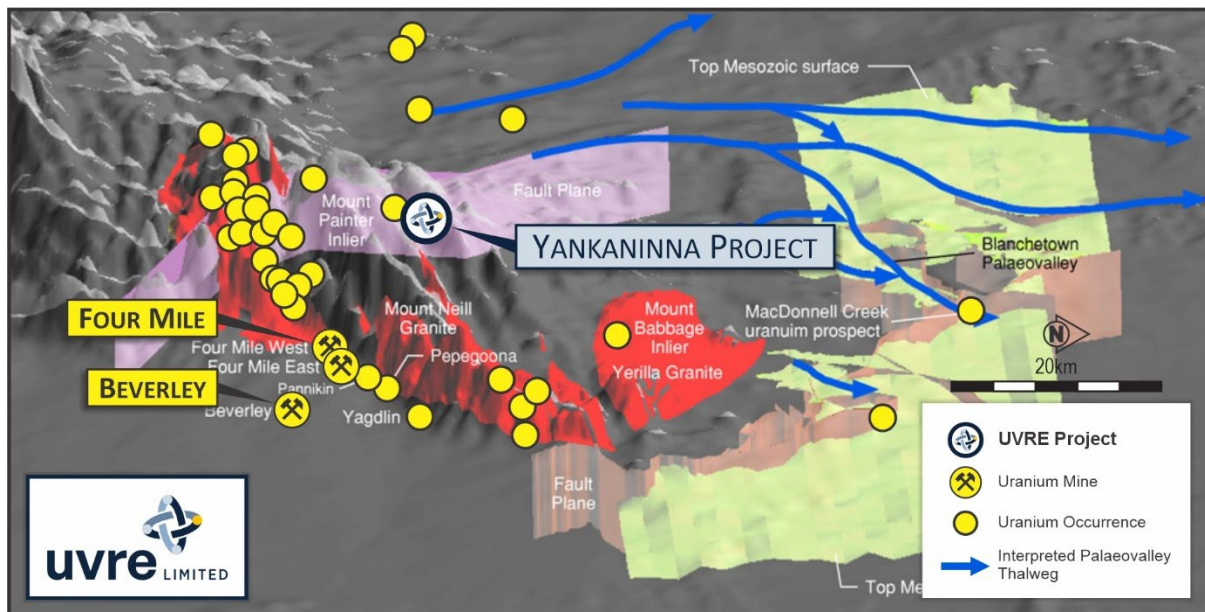 Top Mesozoic surface
Fault Plane
Mount
Painter
Inlier
YANKANINNA PROJECT
Blanchetown
Palaeovalley
FOUR MILE
Mount Neill
Granite
Mount
Babbage
Inlier
MacDonnell Creek
uranuim prospect
N
20km
Four Mile West
Four Mile East
Pepegoona
Yerilla Granite
BEVERLEY
Pannikin
Beverley
Yagdlin
Fault
Plane
UVRE Project
Uranium Mine
Uranium Occurrence
Interpreted Palaeovalley
Thalweg
uvre LIMITED
Top Me